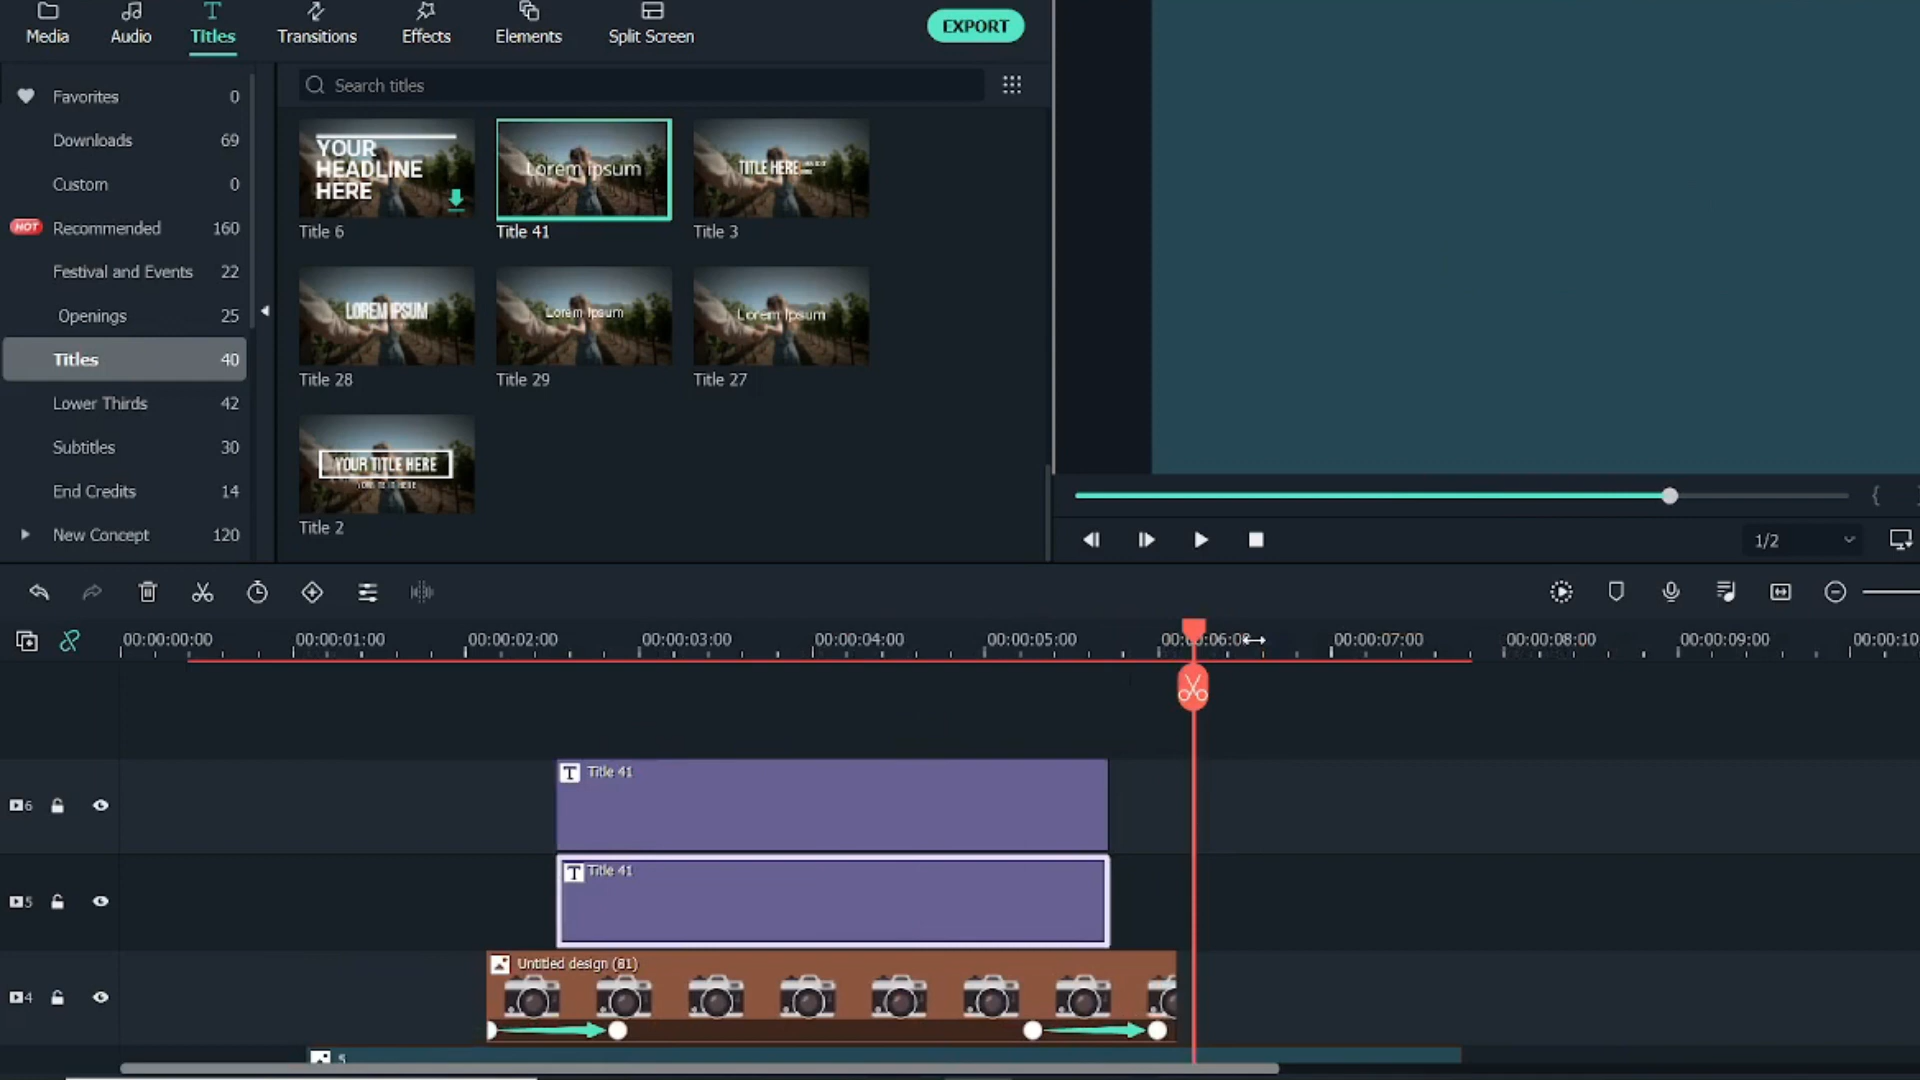 Media Audio Titles Transitions Effects Elements Split Screen
EXPORT
Search titles
Favorites 0
Downloads 69
Custom 0
HOT Recommended 160
Festival and Events 22
Openings 25
Titles 40
Lower Thirds 42
Subtitles 30
End Credits 14
New Concept 120
YOUR
HEADLINE
HERE
Title 6
Lorem Ipsum
Title 41
TITLE HERE
Title 3
LOREM IPSUM
Title 28
Lorem Ipsum
Title 29
Lorem Ipsum
Title 27
YOUR TITLE HERE
Title 2
1/2
00:00:00:00 00:00:01:00 00:00:02:00 00:00:03:00 00:00:04:00 00:00:05:00 00:00:06:0 00:00:07:00 00:00:08:00 00:00:09:00 00:00:10
6
T Title 41
5
T Title 41
4
Untitled design (81)